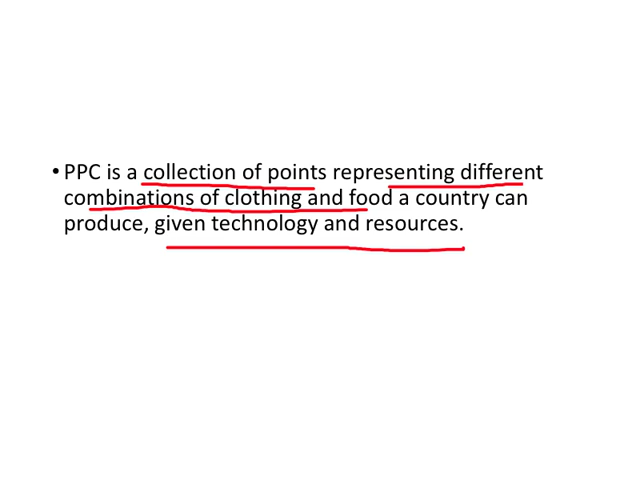 • PPC is a collection of points representing different
combinations of clothing and food a country can
produce, given technology and resources.